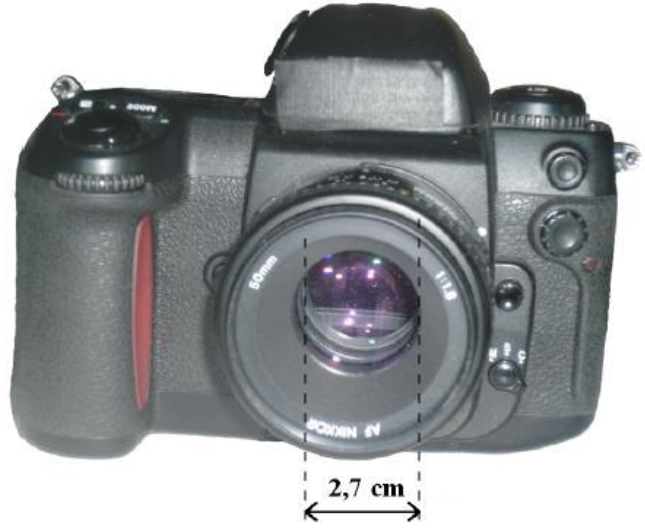 MODE
50mm
1:1.8
AF NIKKOR
2,7 cm